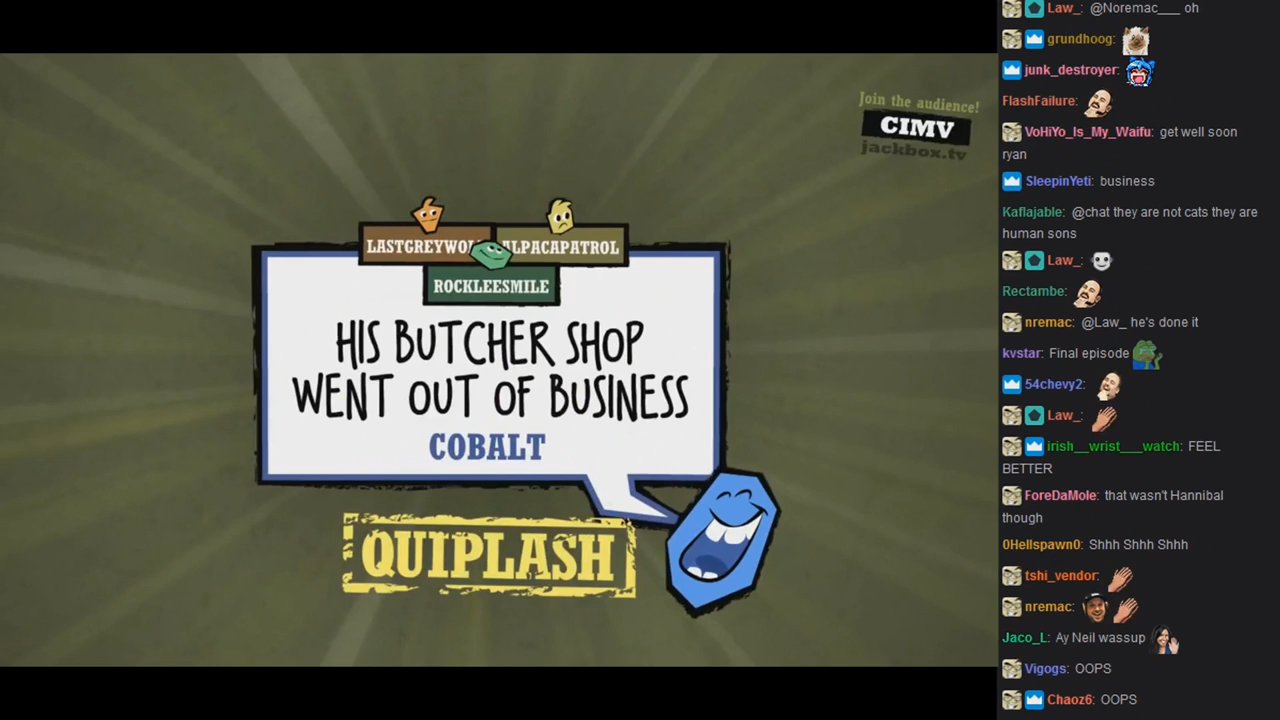 Join the audience!
CIMV
jackbox.tv
LASTGREYWOL
ALPACAPATROL
ROCKLEESMILE
HIS BUTCHER SHOP
WENT OUT OF BUSINESS
COBALT
QUIPLASH
Law_: @Noremac___ oh
grundhoog:
junk_destroyer:
FlashFailure:
VoHiYo_Is_My_Waifu: get well soon
ryan
SleepinYeti: business
Kaflajable: @chat they are not cats they are
human sons
Law_:
Rectambe:
nremac: @Law_ he's done it
kvstar: Final episode
54chevy2:
Law_:
irish__wrist___watch: FEEL
BETTER
ForeDaMole: that wasn't Hannibal
though
0Hellspawn0: Shhh Shhh Shhh
tshi_vendor:
nremac:
Jaco_L: Ay Neil wassup
Vigogs: OOPS
Chaoz6: OOPS